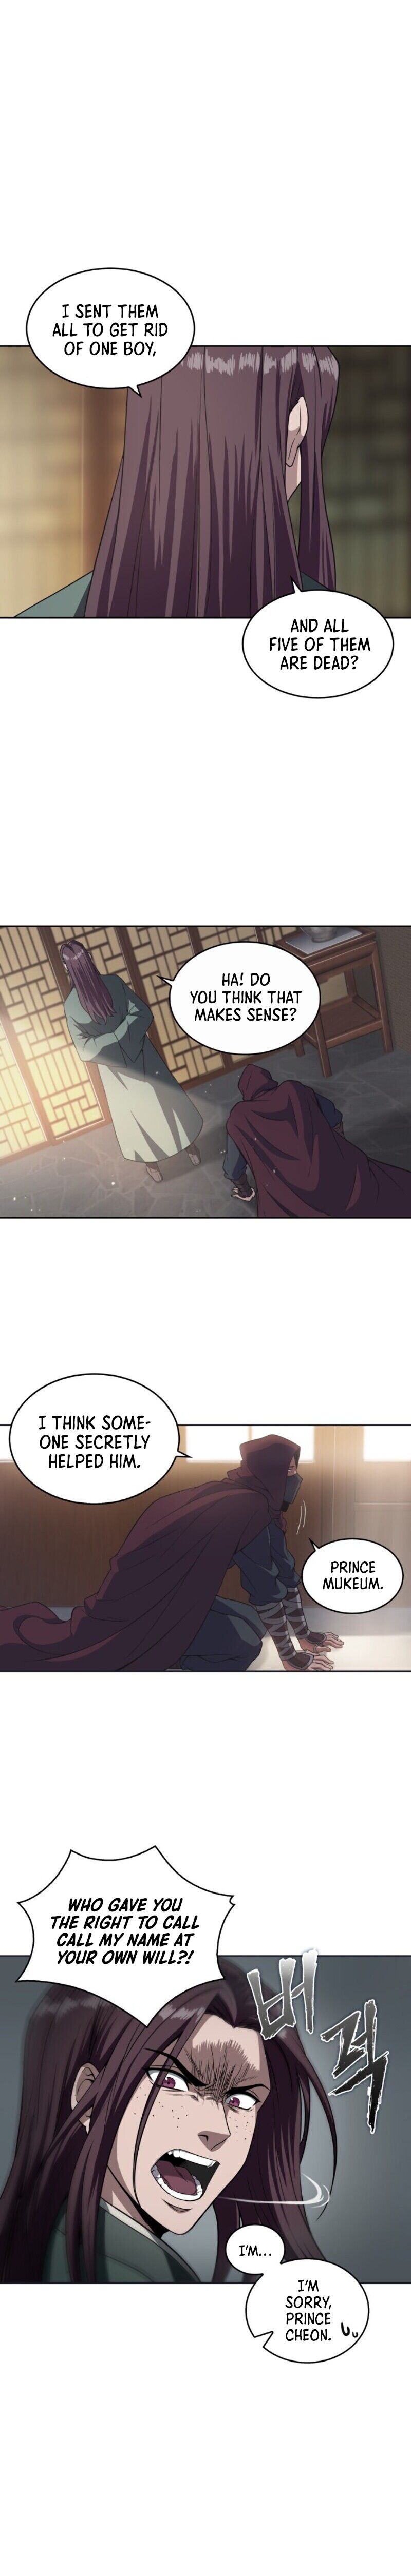 I SENT THEM
ALL TO GET RID
OF ONE BOY,
AND ALL
FIVE OF THEM
ARE DEAD?
HA! DO
YOU THINK THAT
MAKES SENSE?
I THINK SOME-
ONE SECRETLY
HELPED HIM.
PRINCE
MUKEUM.
WHO GAVE YOU
THE RIGHT TO CALL
CALL MY NAME AT
YOUR OWN WILL?!
버럭
I'M...
I'M
SORRY,
PRINCE
CHEON.